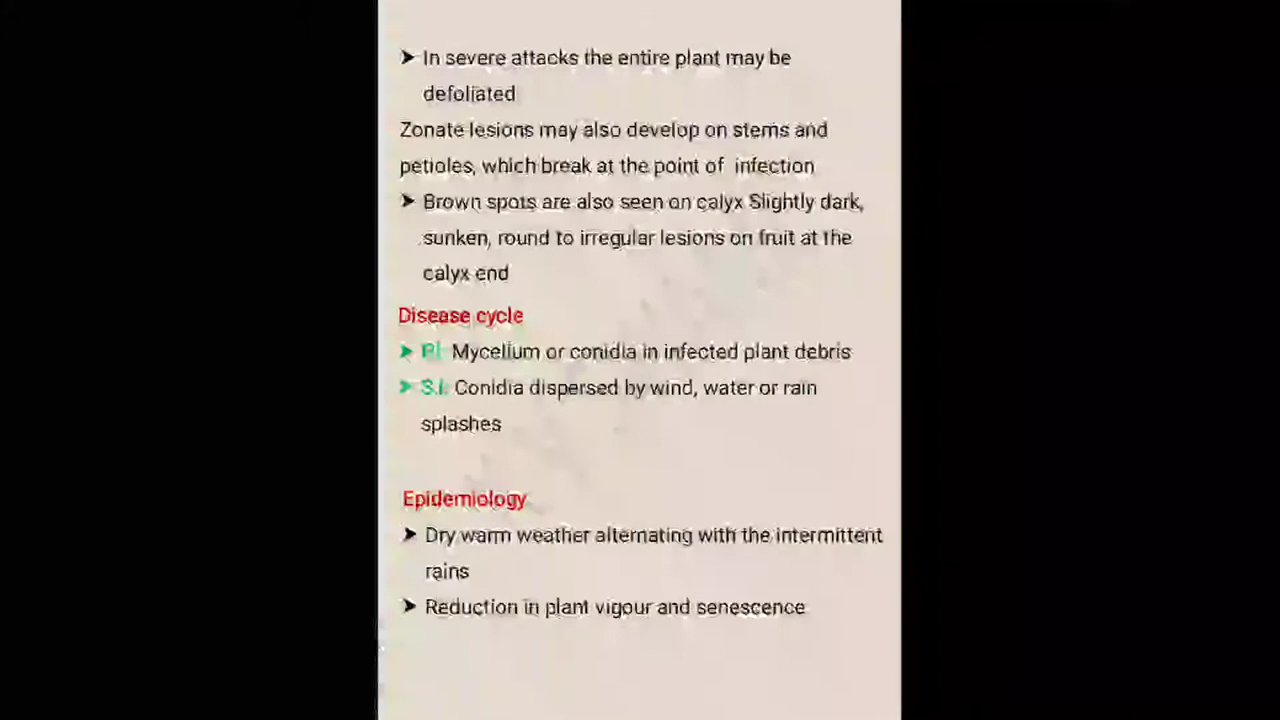 ➤ In severe attacks the entire plant may be
defoliated
Zonate lesions may also develop on stems and
petioles, which break at the point of infection
➤ Brown spots are also seen on calyx Slightly dark,
sunken, round to irregular lesions on fruit at the
calyx end
Disease cycle
➤ P.I: Mycelium or conidia in infected plant debris
➤ S.I: Conidia dispersed by wind, water or rain
splashes
Epidemiology
➤ Dry warm weather alternating with the intermittent
rains
➤ Reduction in plant vigour and senescence